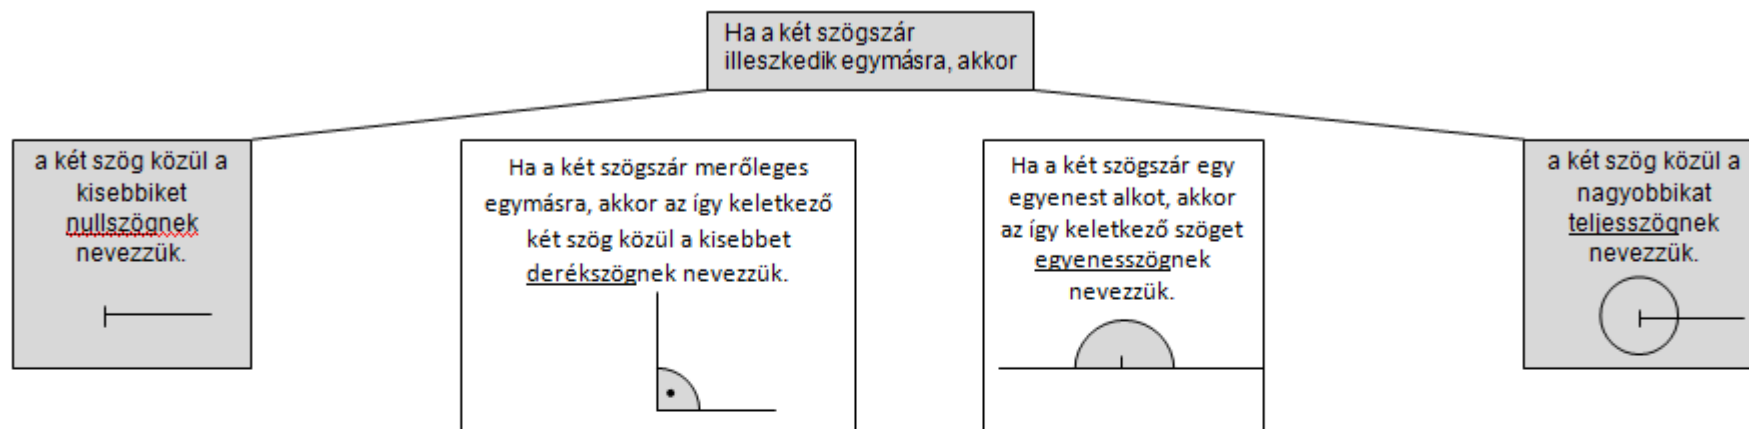 Ha a két szögszár
illeszkedik egymásra, akkor
a két szög közül a
kisebbiket
nullszögnek
nevezzük.
Ha a két szögszár merőleges
egymásra, akkor az így keletkező
két szög közül a kisebbet
derékszögnek nevezzük.
Ha a két szögszár egy
egyenest alkot, akkor
az így keletkező szöget
egyenesszögnek
nevezzük.
a két szög közül a
nagyobbikat
teljesszögnek
nevezzük.